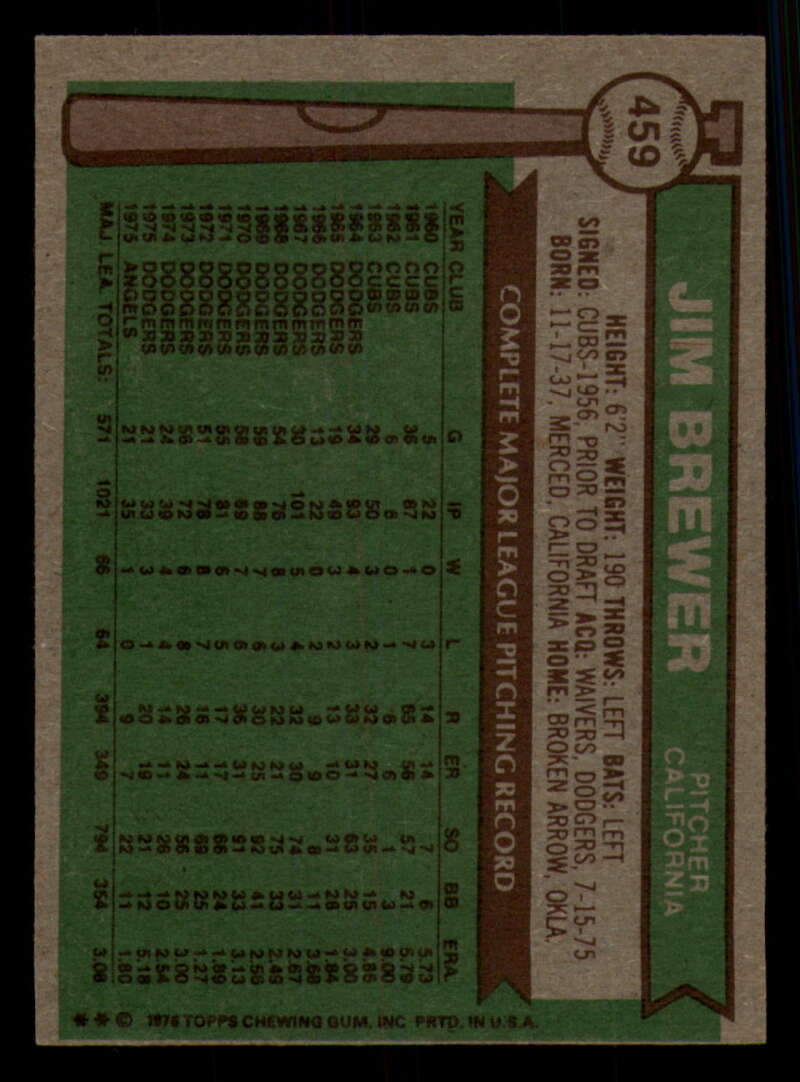 459
JIM BREWER
PITCHER
CALIFORNIA
HEIGHT: 6'2" WEIGHT: 190 THROWS: LEFT BATS: LEFT
SIGNED: CUBS-1956, PRIOR TO DRAFT ACQ: WAIVERS, DODGERS, 7-15-75
BORN: 11-17-37, MERCED, CALIFORNIA HOME: BROKEN ARROW, OKLA.
COMPLETE MAJOR LEAGUE PITCHING RECORD
YEAR CLUB G IP W L R ER SO BB ERA
1960 CUBS 5 22 0 3 14 14 7 6 5.73
1961 CUBS 36 87 1 7 65 56 57 21 5.79
1962 CUBS 6 6 0 1 6 6 1 3 9.00
1963 CUBS 29 50 3 2 32 27 35 15 4.86
1964 DODGERS 34 93 4 3 33 31 63 25 3.00
1965 DODGERS 19 49 3 2 13 10 31 28 1.84
1966 DODGERS 13 22 0 2 9 9 8 11 3.68
1967 DODGERS 30 101 5 4 32 30 74 31 2.67
1968 DODGERS 54 76 8 3 22 21 75 33 2.49
1969 DODGERS 59 88 7 6 30 25 92 41 2.56
1970 DODGERS 58 89 7 6 36 31 91 33 3.13
1971 DODGERS 55 81 6 5 17 17 66 24 1.89
1972 DODGERS 51 78 8 7 16 11 69 25 1.27
1973 DODGERS 56 72 6 8 26 24 56 25 3.00
1974 DODGERS 24 39 4 4 14 11 26 10 2.54
1975 DODGERS 21 33 3 1 20 19 21 12 5.18
1975 ANGELS 21 35 1 0 9 7 22 11 1.80
MAJ. LEA. TOTALS: 571 1021 66 64 394 349 794 354 3.08
**© 1976 TOPPS CHEWING GUM, INC PRTD. IN U.S.A.